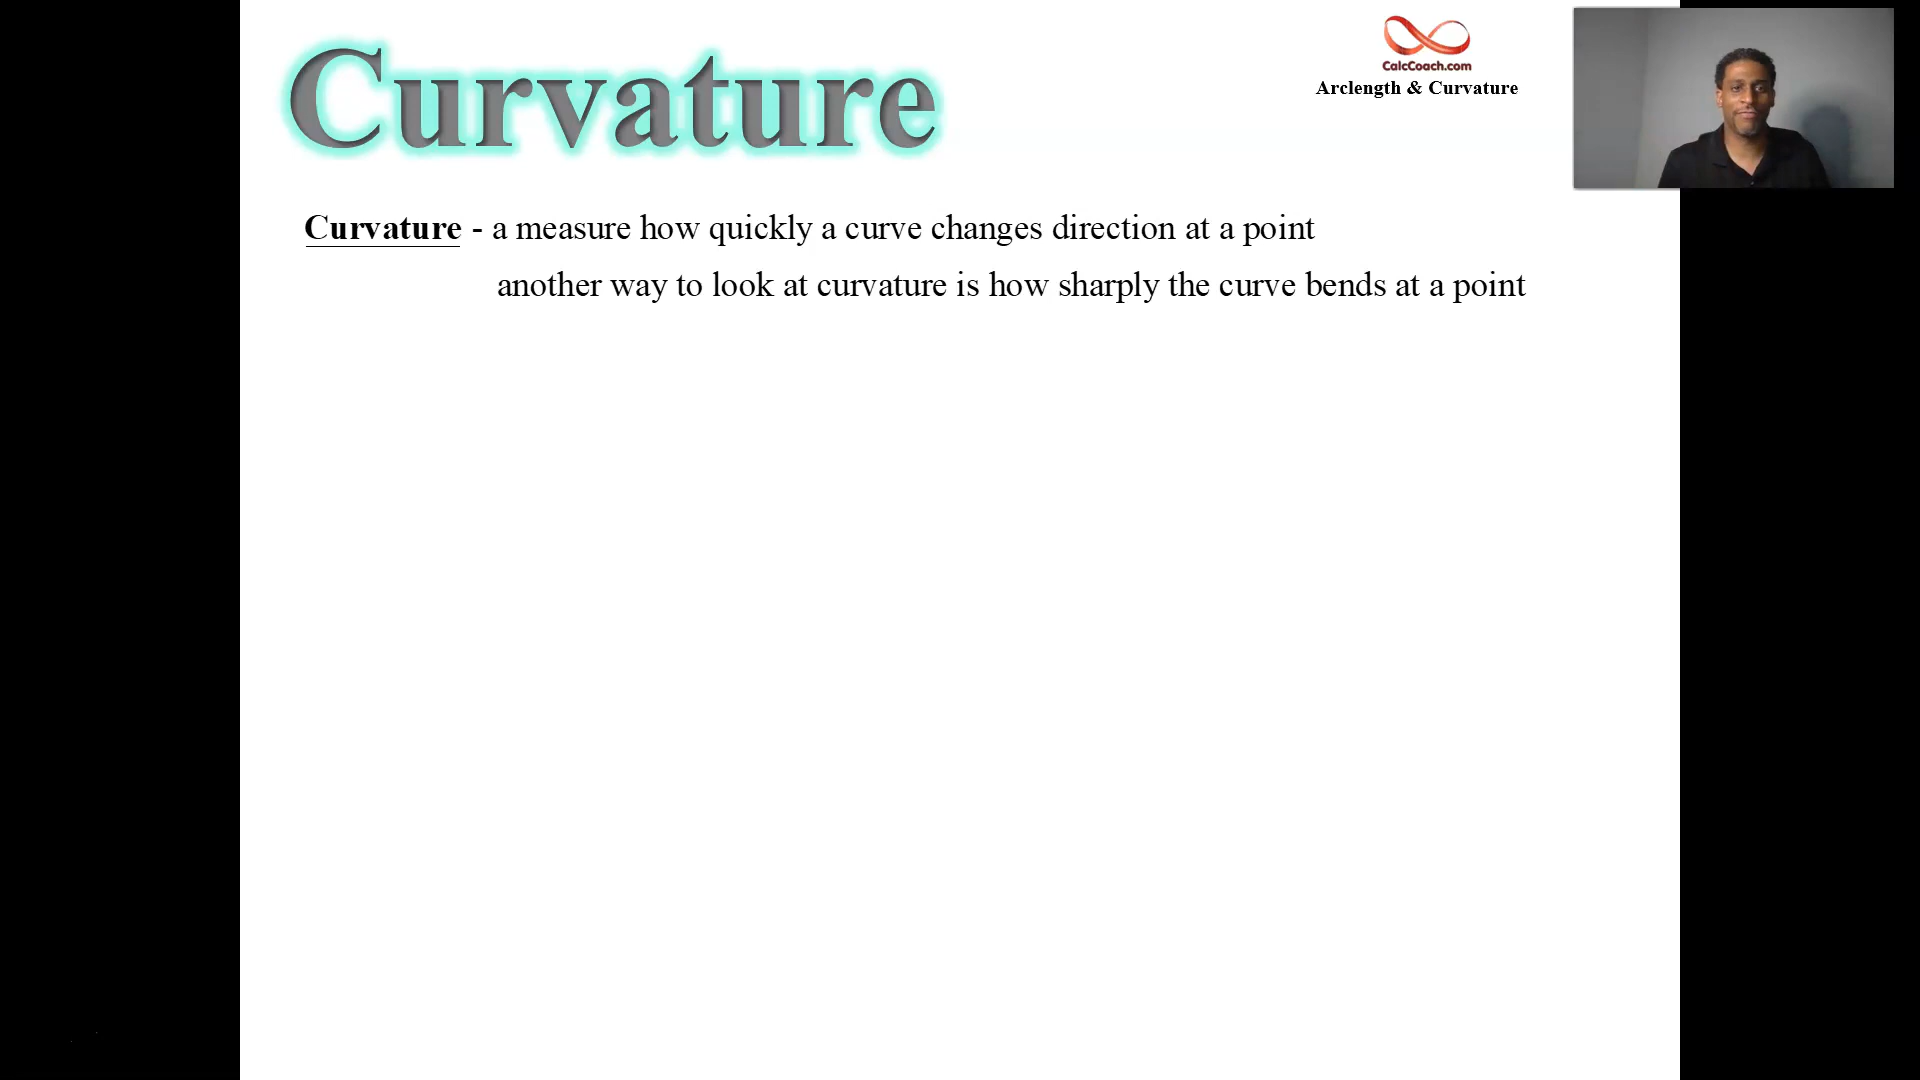 Curvature
CalcCoach.com
Arclength & Curvature
Curvature - a measure how quickly a curve changes direction at a point
another way to look at curvature is how sharply the curve bends at a point